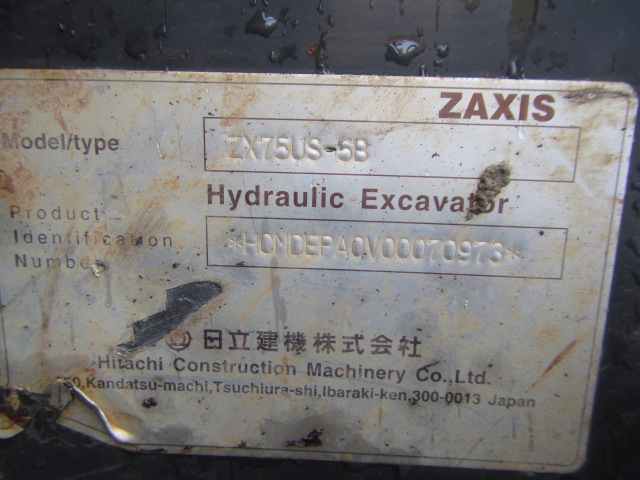 ZAXIS
Model/type
ZX75US-5B
Hydraulic Excavator
Product
Identification
Number
*HCMDEPA0V00070973*
日立建機株式会社
Hitachi Construction Machinery Co.,Ltd.
Kandatsu-machi,Tsuchiura-shi,Ibaraki-ken,300-0013 Japan